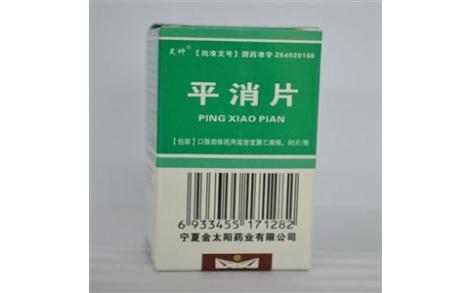 【批准文号】国药准字 Z64020166
平消片
PING XIAO PIAN
【包装】口服固体药用高密度聚乙烯瓶，80片/瓶
6 933455 171282
宁夏金太阳药业有限公司